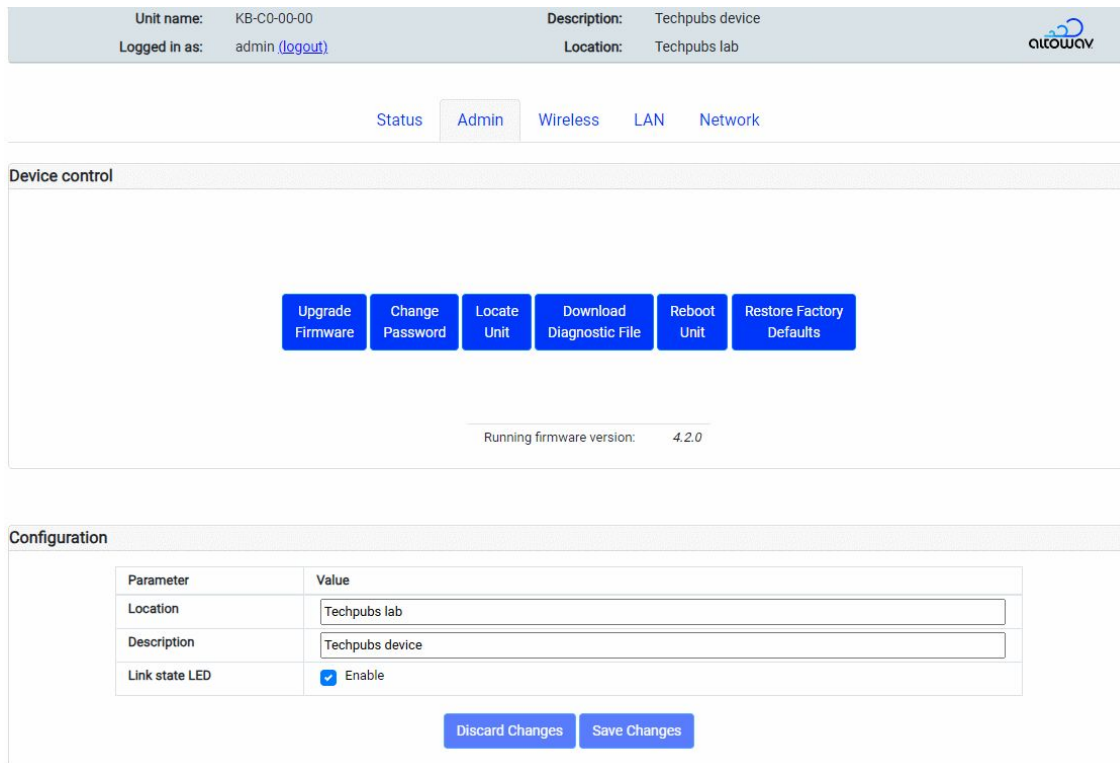 Unit name: KB-C0-00-00 Description: Techpubs device
altowav
Logged in as: admin (logout) Location: Techpubs lab
Status Admin Wireless LAN Network
Device control
Upgrade Firmware
Change Password
Locate Unit
Download Diagnostic File
Reboot Unit
Restore Factory Defaults
Running firmware version: 4.2.0
Configuration
Parameter Value
Location Techpubs lab
Description Techpubs device
Link state LED Enable
Discard Changes Save Changes